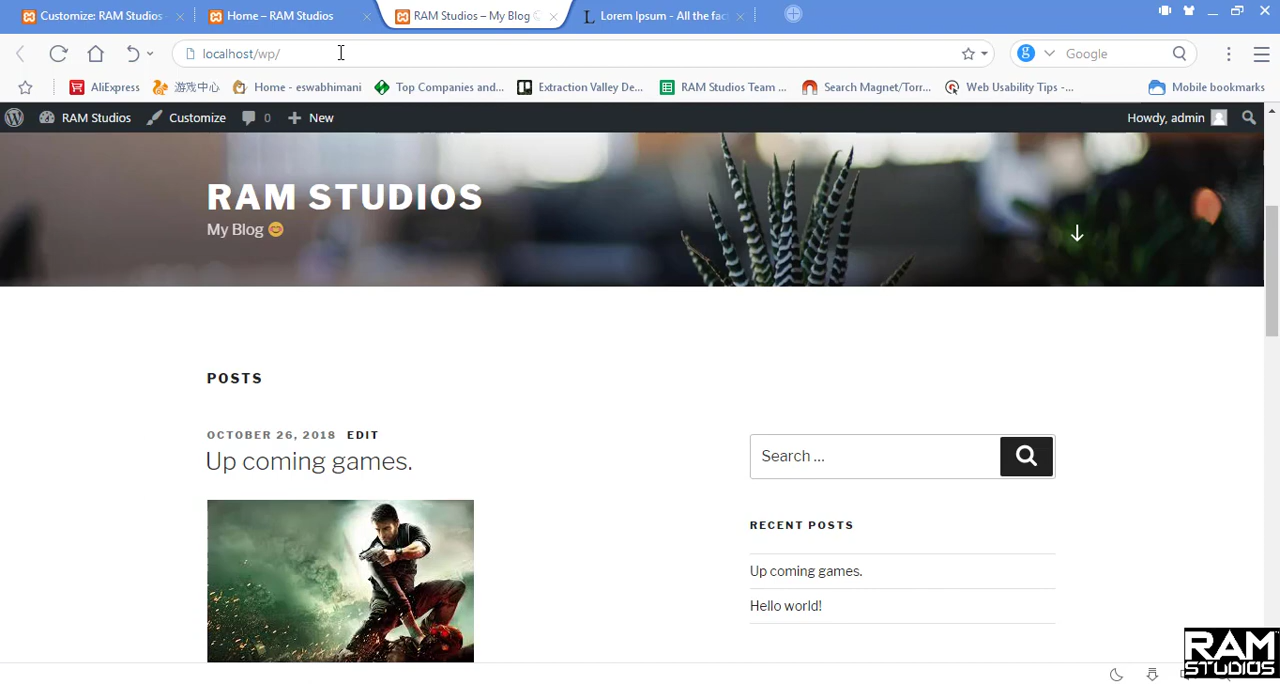 Customize: RAM Studios
Home – RAM Studios
RAM Studios – My Blog
Lorem Ipsum - All the fac
localhost/wp/
Google
AliExpress
游戏中心
Home - eswabhimani
Top Companies and...
Extraction Valley De...
RAM Studios Team ...
Search Magnet/Torr...
Web Usability Tips -...
Mobile bookmarks
RAM Studios
Customize
0
New
Howdy, admin
RAM STUDIOS
My Blog 😊
POSTS
OCTOBER 26, 2018 EDIT
Up coming games.
Search ...
RECENT POSTS
Up coming games.
Hello world!
RAM
STUDIOS